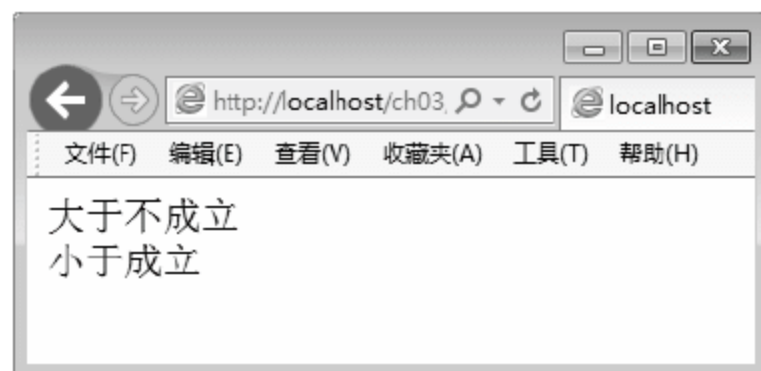 http://localhost/ch03
localhost
文件(F) 编辑(E) 查看(V) 收藏夹(A) 工具(T) 帮助(H)
大于不成立
小于成立